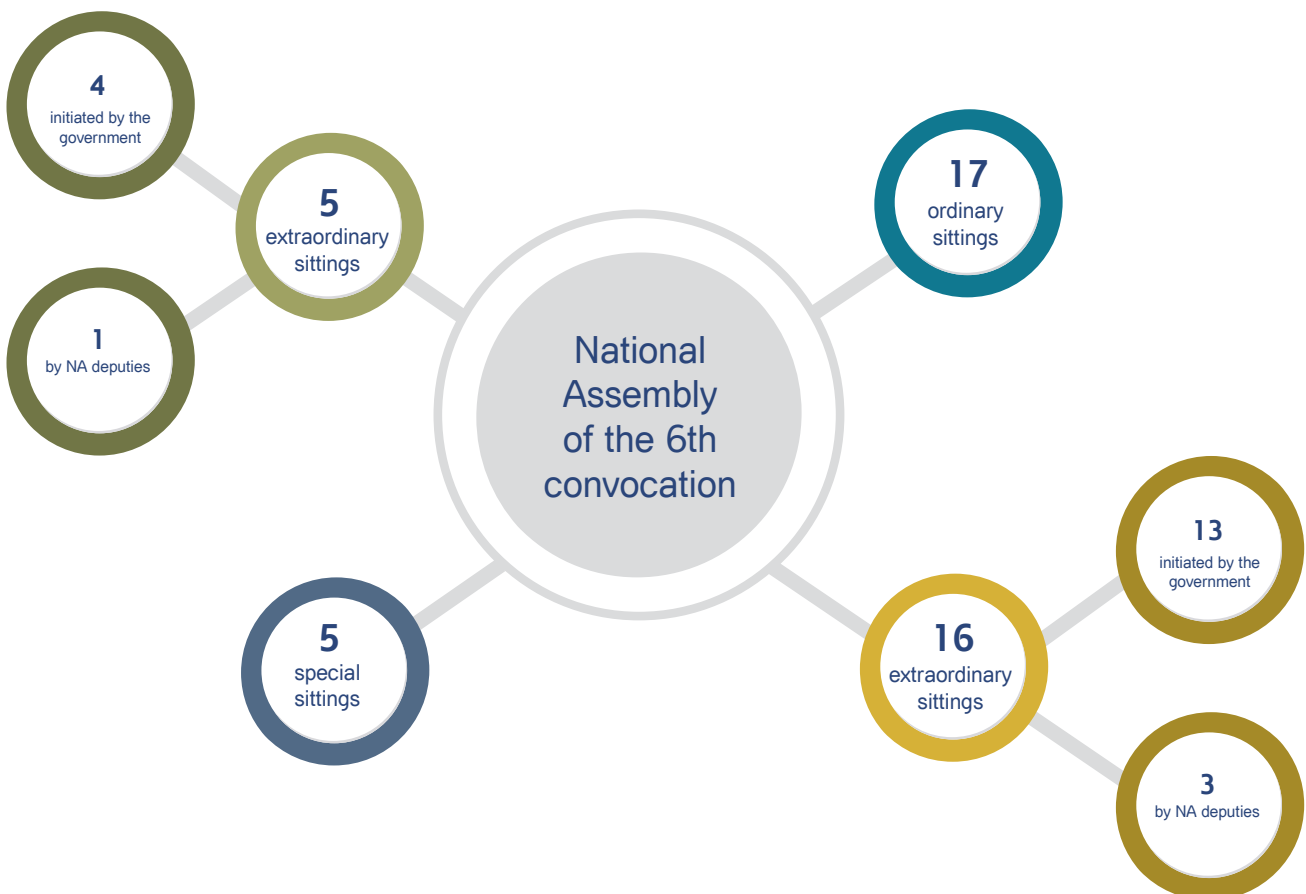 4
initiated by the
government
5
extraordinary
sittings
1
by NA deputies
17
ordinary
sittings
National
Assembly
of the 6th
convocation
5
special
sittings
16
extraordinary
sittings
13
initiated by the
government
3
by NA deputies